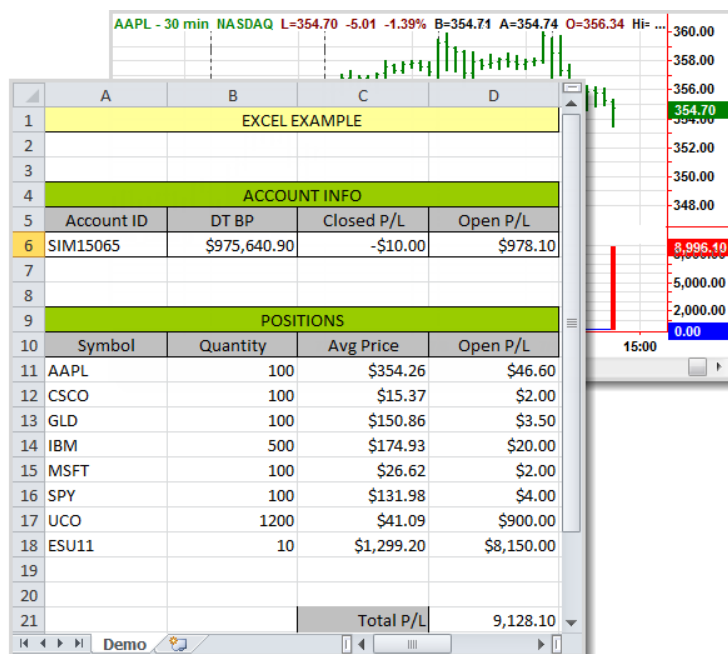 AAPL - 30 min NASDAQ L=354.70 -5.01 -1.39% B=354.71 A=354.74 O=356.34 Hi= ...
360.00
358.00
356.00
354.70
354.00
352.00
350.00
348.00
8,996.10
5,000.00
2,000.00
0.00
15:00
A B C D
1 EXCEL EXAMPLE
2
3
4 ACCOUNT INFO
5 Account ID DT BP Closed P/L Open P/L
6 SIM15065 $975,640.90 -$10.00 $978.10
7
8
9 POSITIONS
10 Symbol Quantity Avg Price Open P/L
11 AAPL 100 $354.26 $46.60
12 CSCO 100 $15.37 $2.00
13 GLD 100 $150.86 $3.50
14 IBM 500 $174.93 $20.00
15 MSFT 100 $26.62 $2.00
16 SPY 100 $131.98 $4.00
17 UCO 1200 $41.09 $900.00
18 ESU11 10 $1,299.20 $8,150.00
19
20
21 Total P/L 9,128.10
Demo